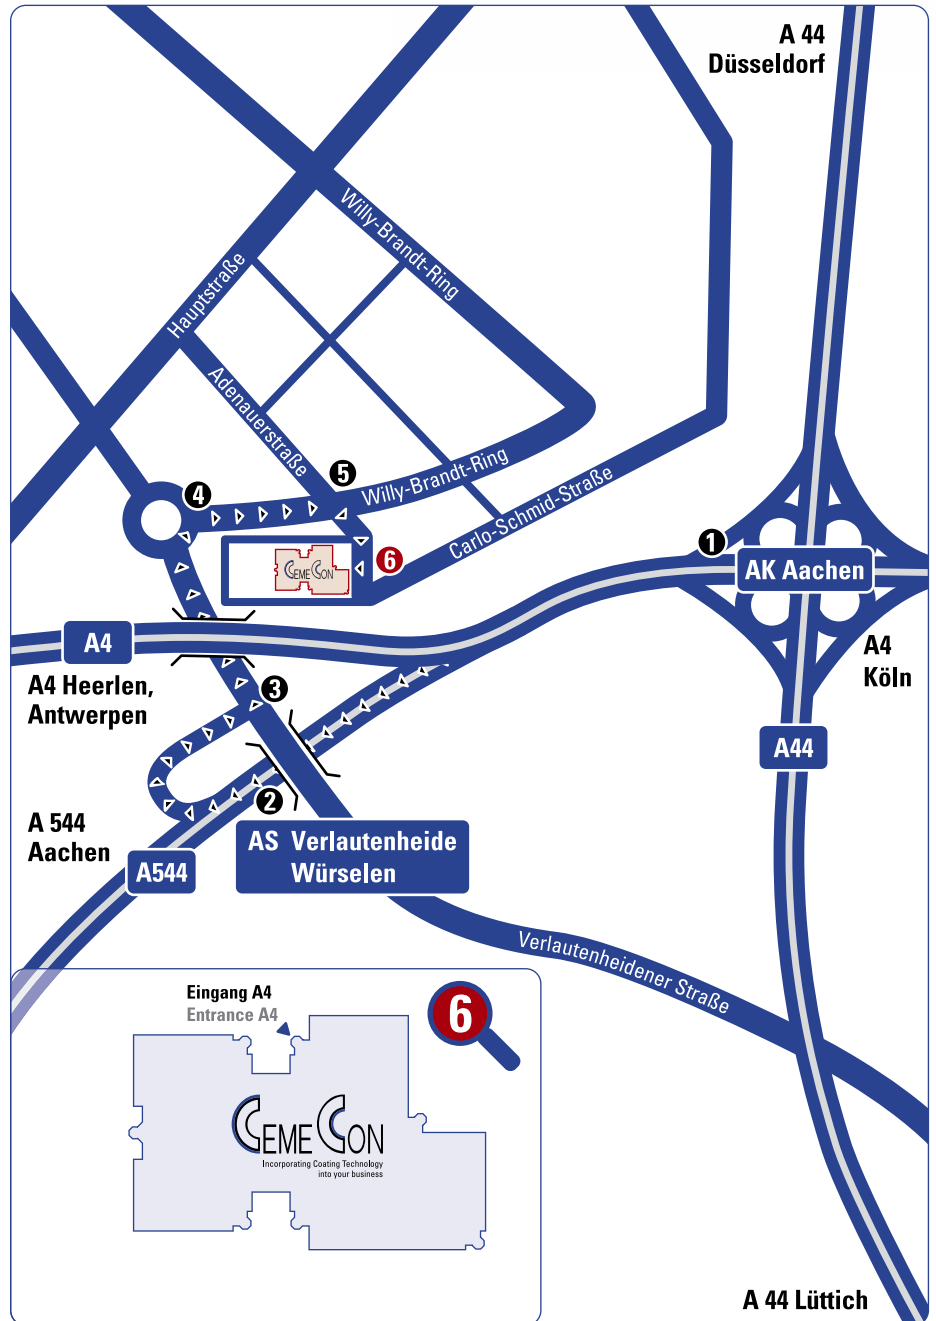 A 44
Düsseldorf
Willy-Brandt-Ring
Hauptstraße
Adenauerstraße
5
Willy-Brandt-Ring
4
Carlo-Schmid-Straße
1
6
CEMECON
AK Aachen
A4
A4
Köln
A4 Heerlen,
Antwerpen
3
A44
2
A 544
Aachen
AS Verlautenheide
Würselen
A544
Verlautenheidener Straße
Eingang A4
Entrance A4
6
CEMECON
Incorporating Coating Technology
into your business
A 44 Lüttich